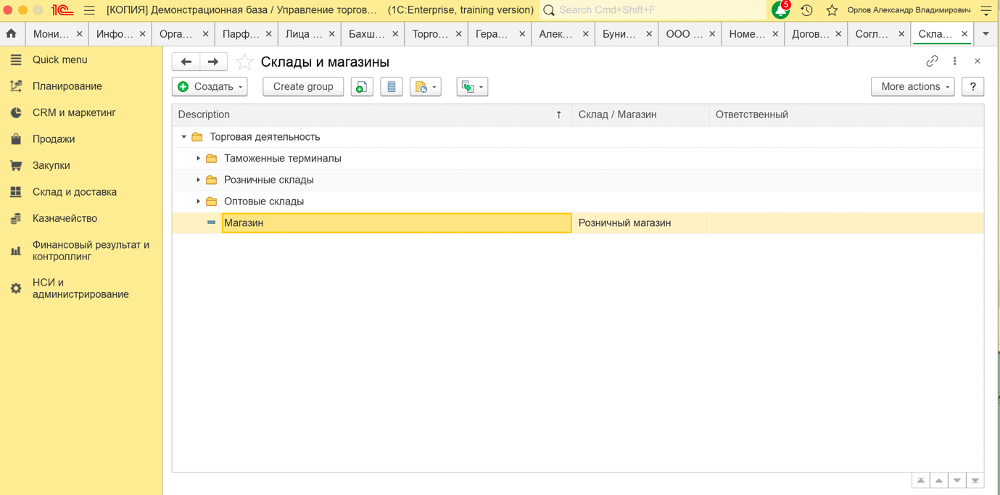 1С [КОПИЯ] Демонстрационная база / Управление торгов… (1C:Enterprise, training version) Search Cmd+Shift+F 5 Орлов Александр Владимирович
Мони… Инфо… Орга… Парф… Лица … Бахш… Торго… Гера… Алек… Буни… ООО … Номе… Догов… Согл… Скла…
Quick menu
Планирование
CRM и маркетинг
Продажи
Закупки
Склад и доставка
Казначейство
Финансовый результат и
контроллинг
НСИ и
администрирование
Склады и магазины
Создать Create group More actions ?
Description Склад / Магазин Ответственный
Торговая деятельность
Таможенные терминалы
Розничные склады
Оптовые склады
Магазин Розничный магазин